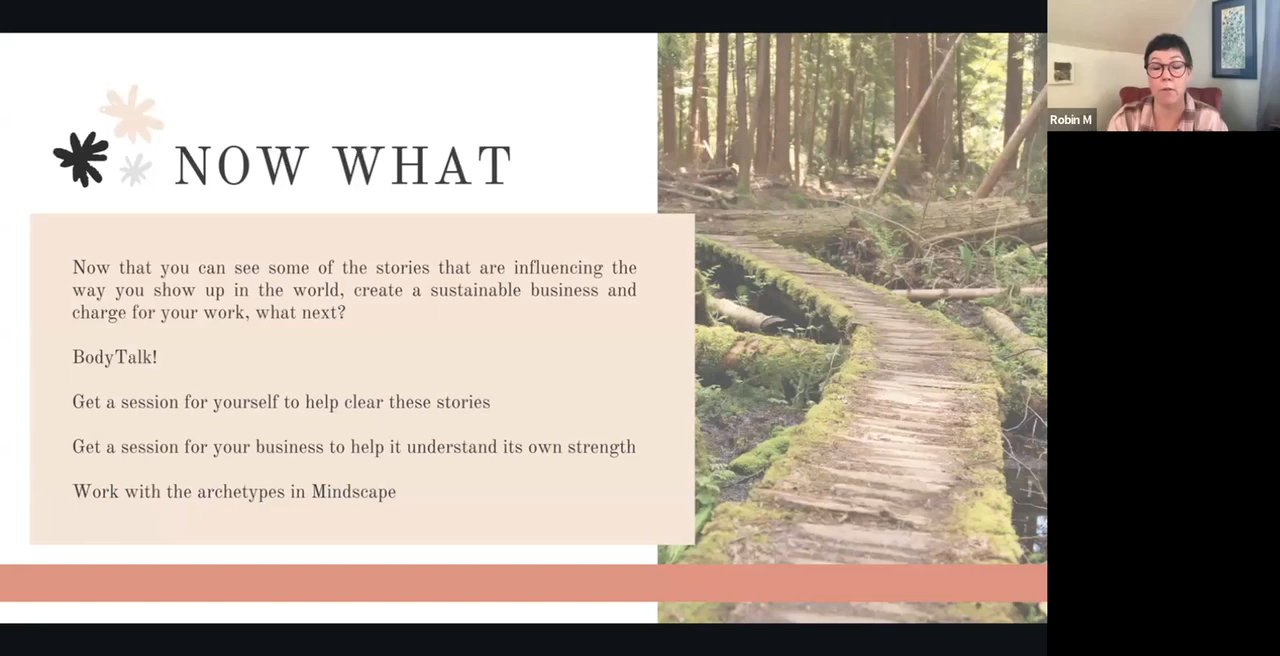 NOW WHAT
Now that you can see some of the stories that are influencing the
way you show up in the world, create a sustainable business and
charge for your work, what next?
BodyTalk!
Get a session for yourself to help clear these stories
Get a session for your business to help it understand its own strength
Work with the archetypes in Mindscape
Robin M